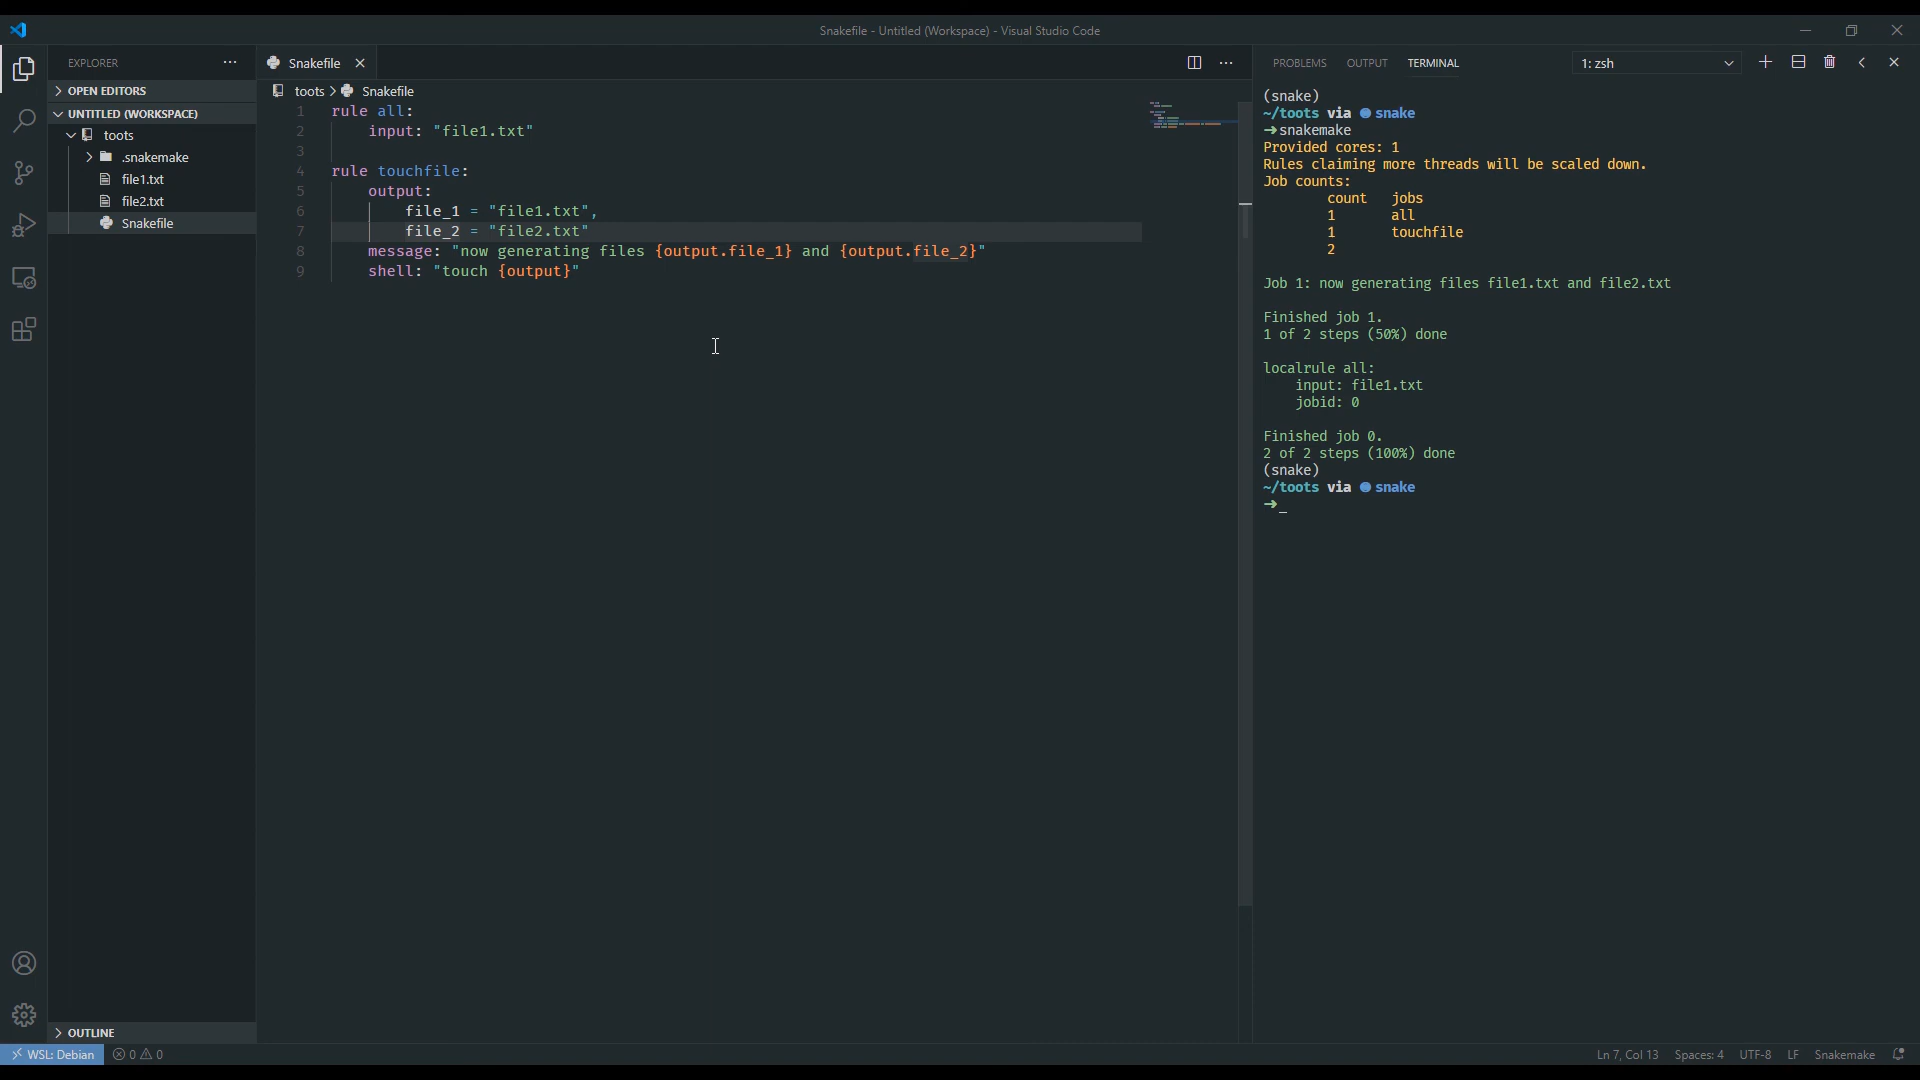 Snakefile - Untitled (Workspace) - Visual Studio Code
EXPLORER
OPEN EDITORS
UNTITLED (WORKSPACE)
toots
.snakemake
file1.txt
file2.txt
Snakefile
OUTLINE
Snakefile
toots > Snakefile
1 rule all:
2 input: "file1.txt"
3
4 rule touchfile:
5 output:
6 file_1 = "file1.txt",
7 file_2 = "file2.txt"
8 message: "now generating files {output.file_1} and {output.file_2}"
9 shell: "touch {output}"
PROBLEMS OUTPUT TERMINAL 1: zsh
(snake)
~/toots via snake
➜snakemake
Provided cores: 1
Rules claiming more threads will be scaled down.
Job counts:
count jobs
1 all
1 touchfile
2
Job 1: now generating files file1.txt and file2.txt
Finished job 1.
1 of 2 steps (50%) done
localrule all:
input: file1.txt
jobid: 0
Finished job 0.
2 of 2 steps (100%) done
(snake)
~/toots via snake
➜_
WSL: Debian 0 0 Ln 7, Col 13 Spaces: 4 UTF-8 LF Snakemake